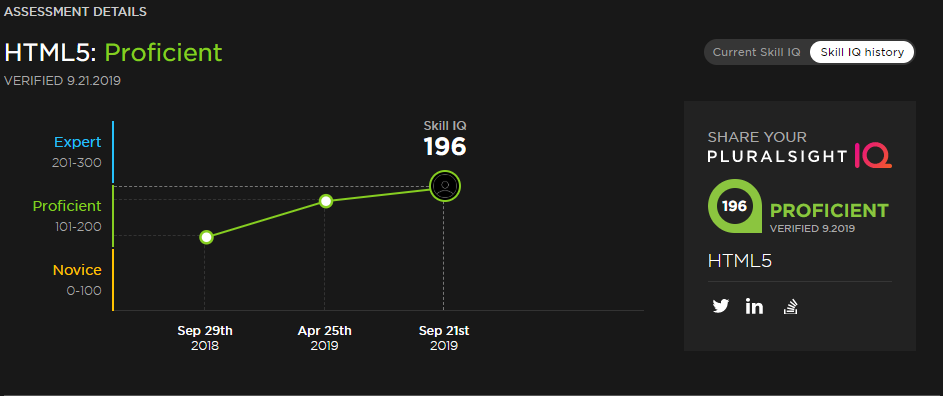 ASSESSMENT DETAILS
HTML5: Proficient
VERIFIED 9.21.2019
Current Skill IQ
Skill IQ history
Expert
201-300
Proficient
101-200
Novice
0-100
Skill IQ
196
Sep 29th
2018
Apr 25th
2019
Sep 21st
2019
SHARE YOUR
PLURALSIGHT IQ
196
PROFICIENT
VERIFIED 9.2019
HTML5